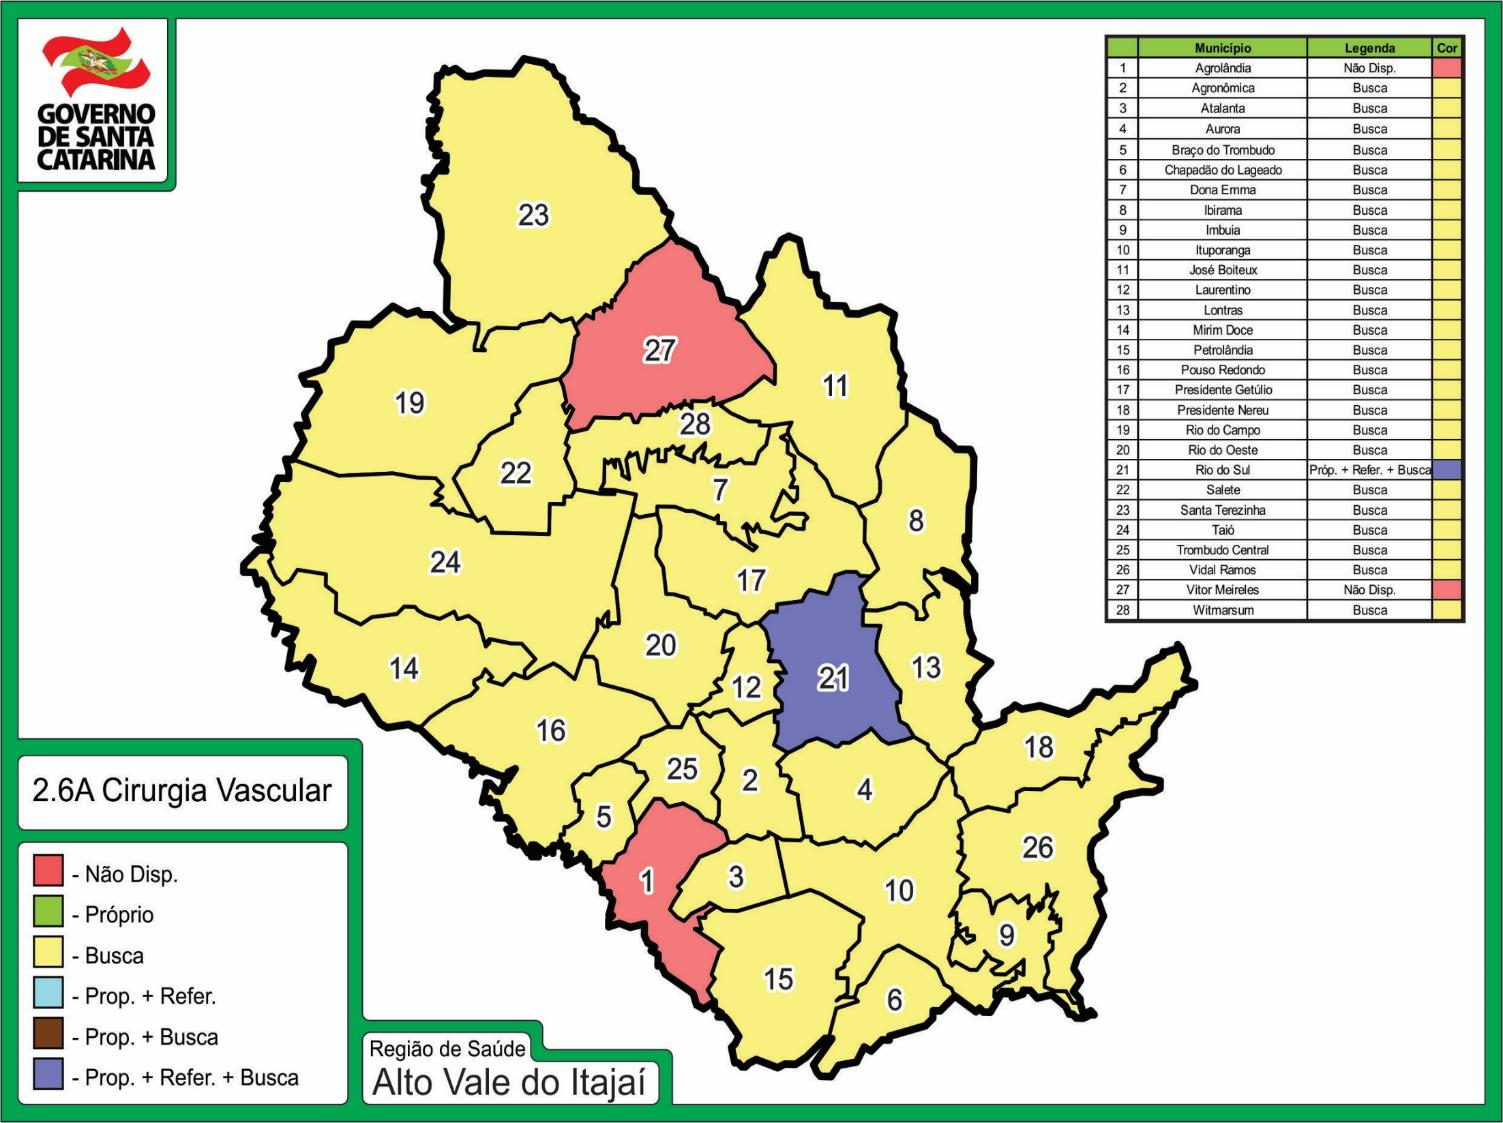 GOVERNO
DE SANTA
CATARINA
Município Legenda Cor
1 Agrolândia Não Disp.
2 Agronômica Busca
3 Atalanta Busca
4 Aurora Busca
5 Braço do Trombudo Busca
6 Chapadão do Lageado Busca
7 Dona Emma Busca
8 Ibirama Busca
9 Imbuia Busca
10 Ituporanga Busca
11 José Boiteux Busca
12 Laurentino Busca
13 Lontras Busca
14 Mirim Doce Busca
15 Petrolândia Busca
16 Pouso Redondo Busca
17 Presidente Getúlio Busca
18 Presidente Nereu Busca
19 Rio do Campo Busca
20 Rio do Oeste Busca
21 Rio do Sul Próp. + Refer. + Busca
22 Salete Busca
23 Santa Terezinha Busca
24 Taió Busca
25 Trombudo Central Busca
26 Vidal Ramos Busca
27 Vitor Meireles Não Disp.
28 Witmarsum Busca
23
27
11
19
28
22
7
8
24
17
20
13
14
12
21
16
18
25
2
4
5
26
3
1
10
9
15
6
2.6A Cirurgia Vascular
- Não Disp.
- Próprio
- Busca
- Prop. + Refer.
- Prop. + Busca
- Prop. + Refer. + Busca
Região de Saúde
Alto Vale do Itajaí